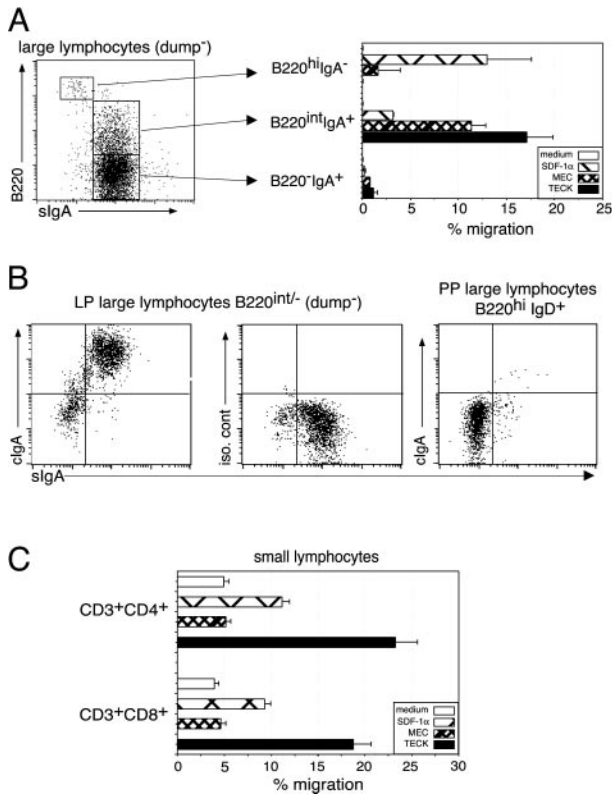 A
large lymphocytes (dump⁻)
B220
sIgA
B220ʰⁱIgA⁻
B220ⁱⁿᵗIgA⁺
B220⁻IgA⁺
medium
SDF-1α
MEC
TECK
0 5 10 15 20 25
% migration
B
LP large lymphocytes B220ⁱⁿᵗ/⁻ (dump⁻)
PP large lymphocytes
B220ʰⁱ IgD+
cIgA
iso. cont
cIgA
sIgA
C
small lymphocytes
CD3⁺CD4⁺
CD3⁺CD8⁺
medium
SDF-1α
MEC
TECK
0 5 10 15 20 25 30
% migration